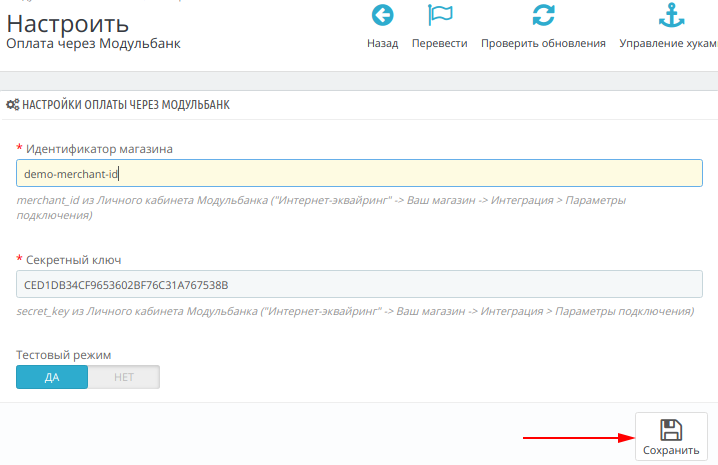 Настроить
Оплата через Модульбанк
Назад
Перевести
Проверить обновления
Управление хукам
НАСТРОЙКИ ОПЛАТЫ ЧЕРЕЗ МОДУЛЬБАНК
* Идентификатор магазина
demo-merchant-id
merchant_id из Личного кабинета Модульбанка ("Интернет-эквайринг" -> Ваш магазин -> Интеграция > Параметры
подключения)
* Секретный ключ
CED1DB34CF9653602BF76C31A767538B
secret_key из Личного кабинета Модульбанка ("Интернет-эквайринг" -> Ваш магазин -> Интеграция > Параметры подключения)
Тестовый режим
ДА
НЕТ
Сохранить